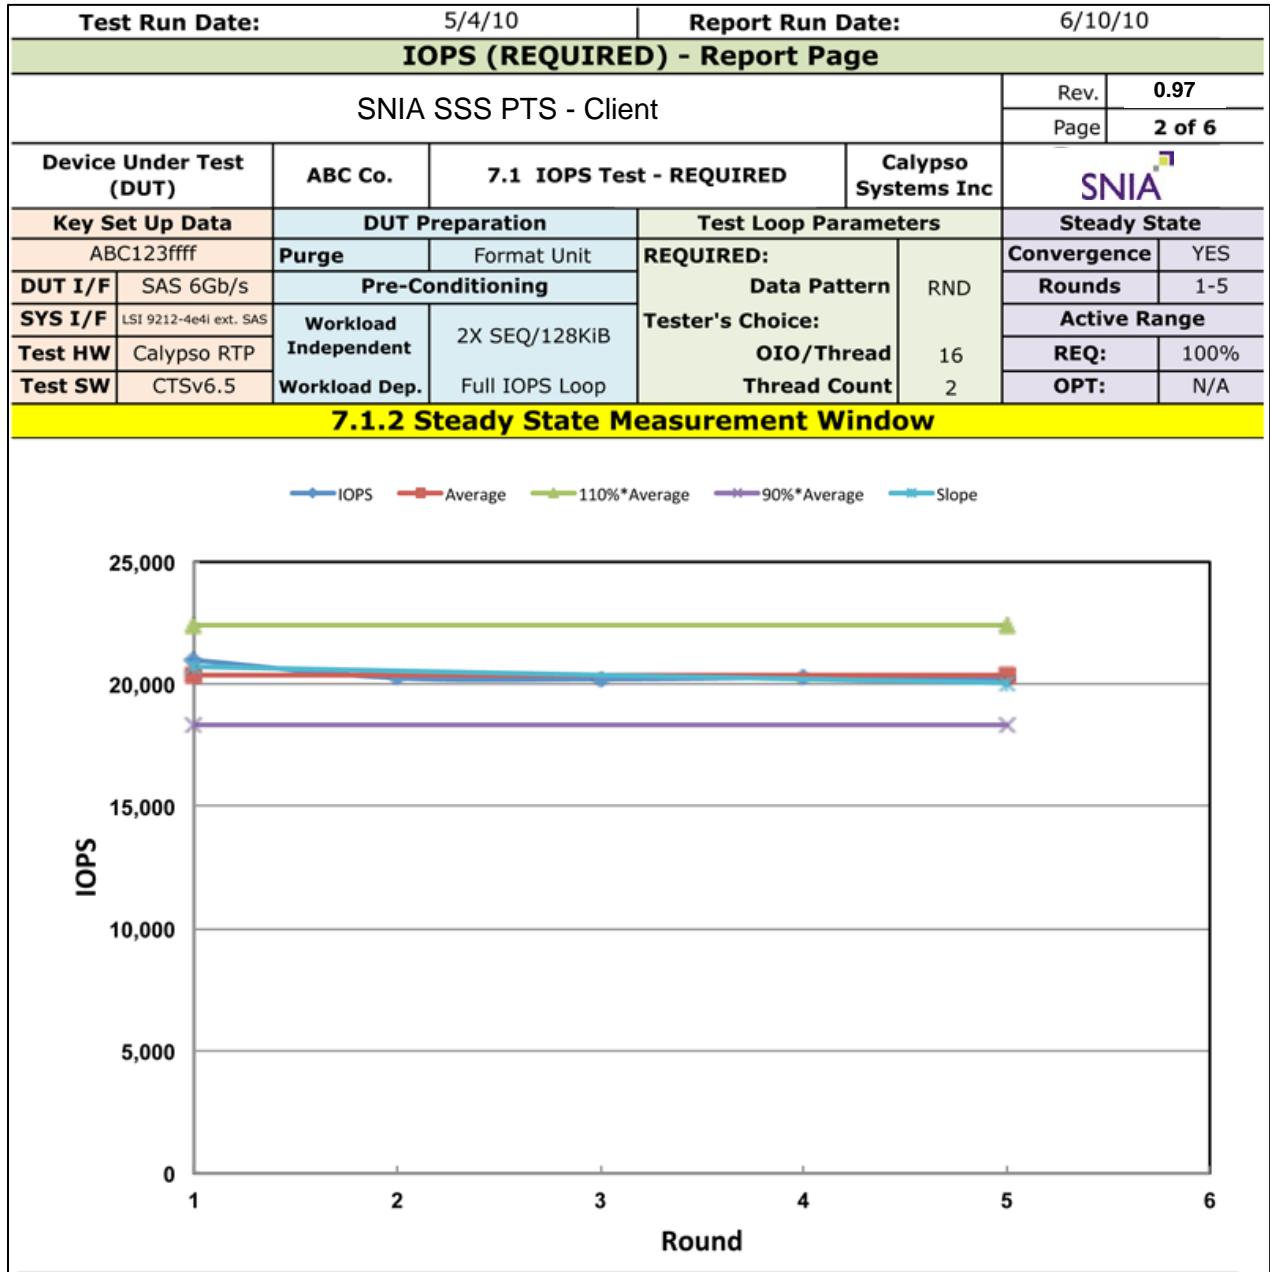 Test Run Date: 5/4/10 Report Run Date: 6/10/10
IOPS (REQUIRED) - Report Page
SNIA SSS PTS - Client
Rev. 0.97
Page 2 of 6
Device Under Test (DUT) ABC Co. 7.1 IOPS Test - REQUIRED Calypso Systems Inc SNIA
Key Set Up Data DUT Preparation Test Loop Parameters Steady State
ABC123ffff Purge Format Unit REQUIRED: Convergence YES
DUT I/F SAS 6Gb/s Pre-Conditioning Data Pattern RND Rounds 1-5
SYS I/F LSI 9212-4e4i ext. SAS Workload Independent 2X SEQ/128KiB Tester's Choice: Active Range
Test HW Calypso RTP OIO/Thread 16 REQ: 100%
Test SW CTSv6.5 Workload Dep. Full IOPS Loop Thread Count 2 OPT: N/A
7.1.2 Steady State Measurement Window
IOPS Average 110%*Average 90%*Average Slope
25,000
20,000
15,000
10,000
5,000
0
IOPS
1 2 3 4 5 6
Round